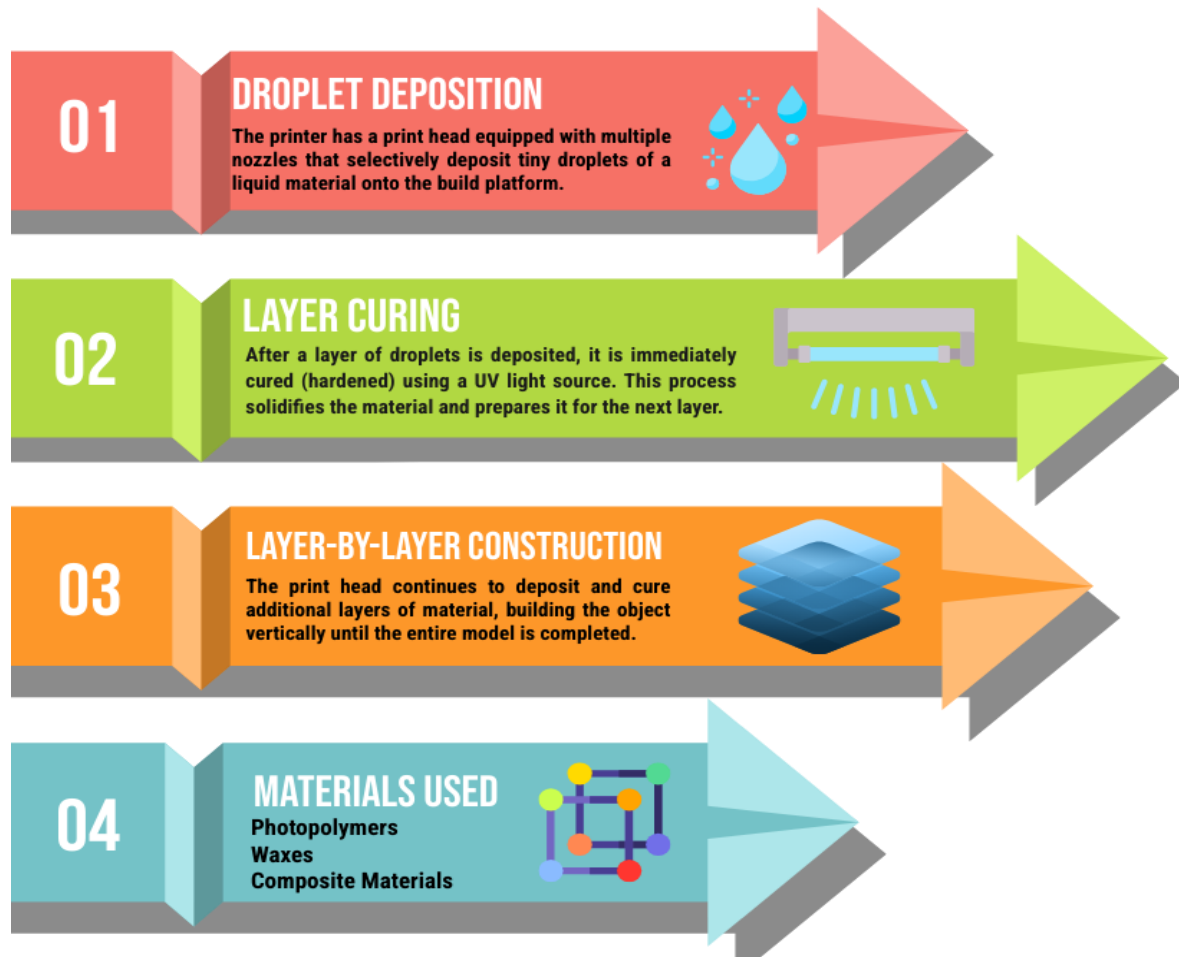 01
DROPLET DEPOSITION
The printer has a print head equipped with multiple
nozzles that selectively deposit tiny droplets of a
liquid material onto the build platform.
02
LAYER CURING
After a layer of droplets is deposited, it is immediately
cured (hardened) using a UV light source. This process
solidifies the material and prepares it for the next layer.
03
LAYER-BY-LAYER CONSTRUCTION
The print head continues to deposit and cure
additional layers of material, building the object
vertically until the entire model is completed.
04
MATERIALS USED
Photopolymers
Waxes
Composite Materials